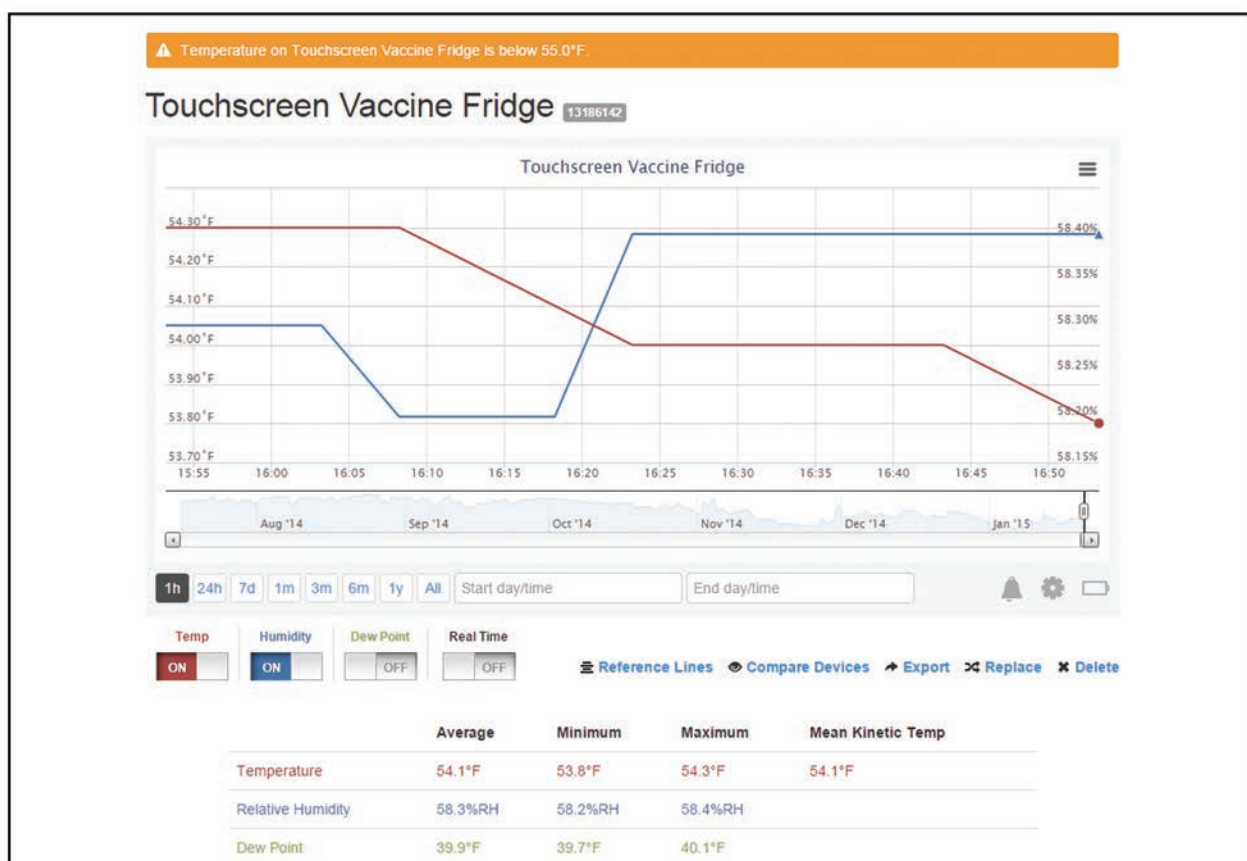 Temperature on Touchscreen Vaccine Fridge is below 55.0°F.
Touchscreen Vaccine Fridge 13186142
Touchscreen Vaccine Fridge
54.30°F 58.40%
54.20°F 58.35%
54.10°F 58.30%
54.00°F 58.25%
53.90°F 58.20%
53.80°F 58.15%
53.70°F
15:55 16:00 16:05 16:10 16:15 16:20 16:25 16:30 16:35 16:40 16:45 16:50
Aug '14 Sep '14 Oct '14 Nov '14 Dec '14 Jan '15
1h 24h 7d 1m 3m 6m 1y All Start day/time End day/time
Temp Humidity Dew Point Real Time
ON ON OFF OFF Reference Lines Compare Devices Export Replace Delete
Average Minimum Maximum Mean Kinetic Temp
Temperature 54.1°F 53.8°F 54.3°F 54.1°F
Relative Humidity 58.3%RH 58.2%RH 58.4%RH
Dew Point 39.9°F 39.7°F 40.1°F